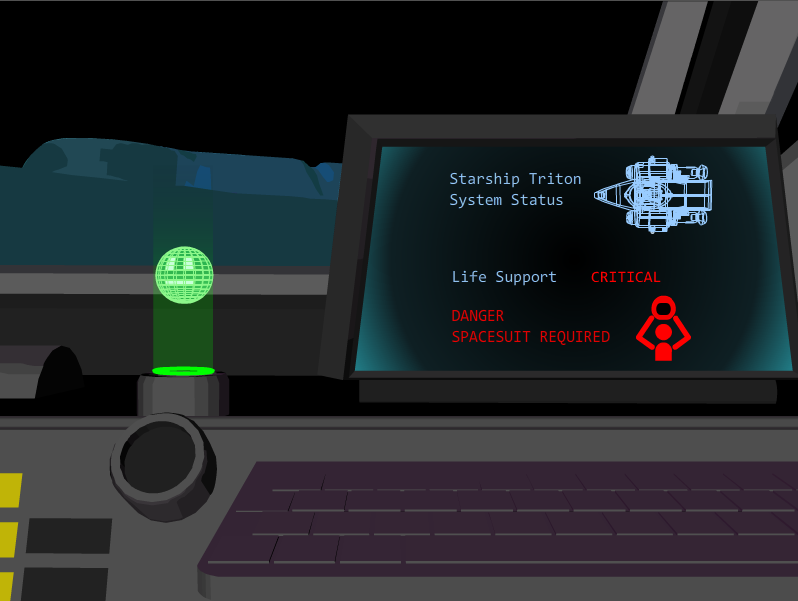 Starship Triton
System Status
Life Support CRITICAL
DANGER
SPACESUIT REQUIRED